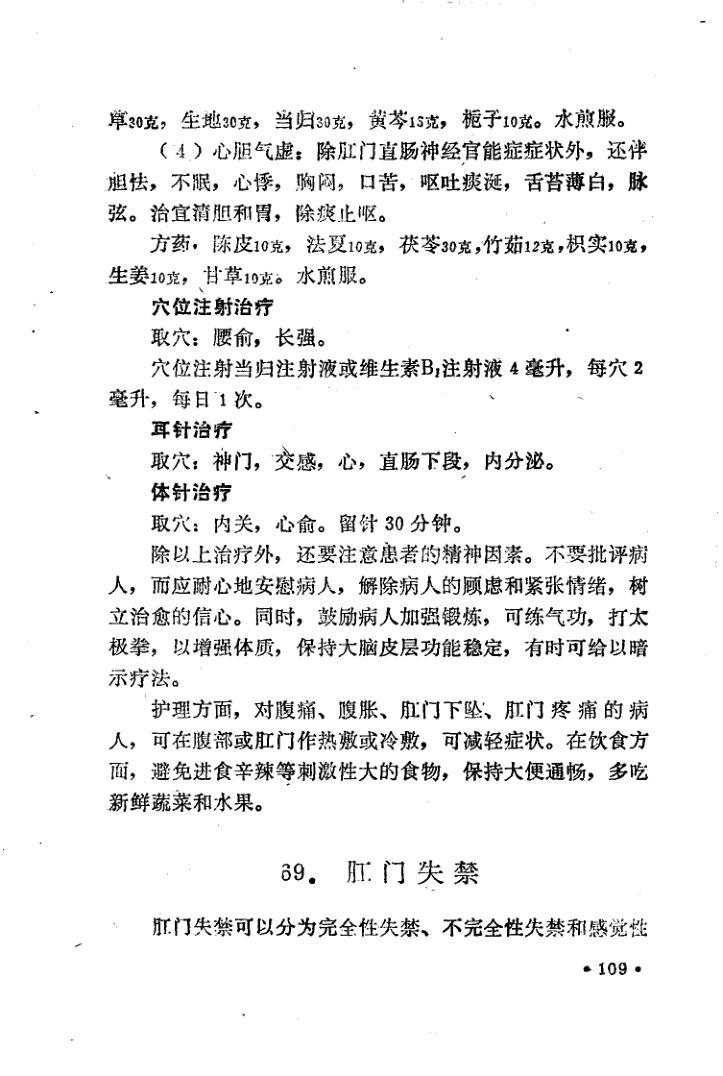 草30克，生地30克，当归30克，黄芩15克，栀子10克。水煎服。
（4）心胆气虚：除肛门直肠神经官能症症状外，还伴
胆怯，不眠，心悸，胸闷，口苦，呕吐痰涎，舌苔薄白，脉
弦。治宜清胆和胃，除痰止呕。
方药：陈皮10克，法夏10克，茯苓30克，竹茹12克，枳实10克，
生姜10克，甘草10克。水煎服。
穴位注射治疗
取穴：腰俞，长强。
穴位注射当归注射液或维生素B₁注射液4毫升，每穴2
毫升，每日1次。
耳针治疗
取穴：神门，交感，心，直肠下段，内分泌。
体针治疗
取穴：内关，心俞。留针30分钟。
除以上治疗外，还要注意患者的精神因素。不要批评病
人，而应耐心地安慰病人，解除病人的顾虑和紧张情绪，树
立治愈的信心。同时，鼓励病人加强锻炼，可练气功，打太
极拳，以增强体质，保持大脑皮层功能稳定，有时可给以暗
示疗法。
护理方面，对腹痛、腹胀、肛门下坠、肛门疼痛的病
人，可在腹部或肛门作热敷或冷敷，可减轻症状。在饮食方
面，避免进食辛辣等刺激性大的食物，保持大便通畅，多吃
新鲜蔬菜和水果。
69．肛门失禁
肛门失禁可以分为完全性失禁、不完全性失禁和感觉性
•109•